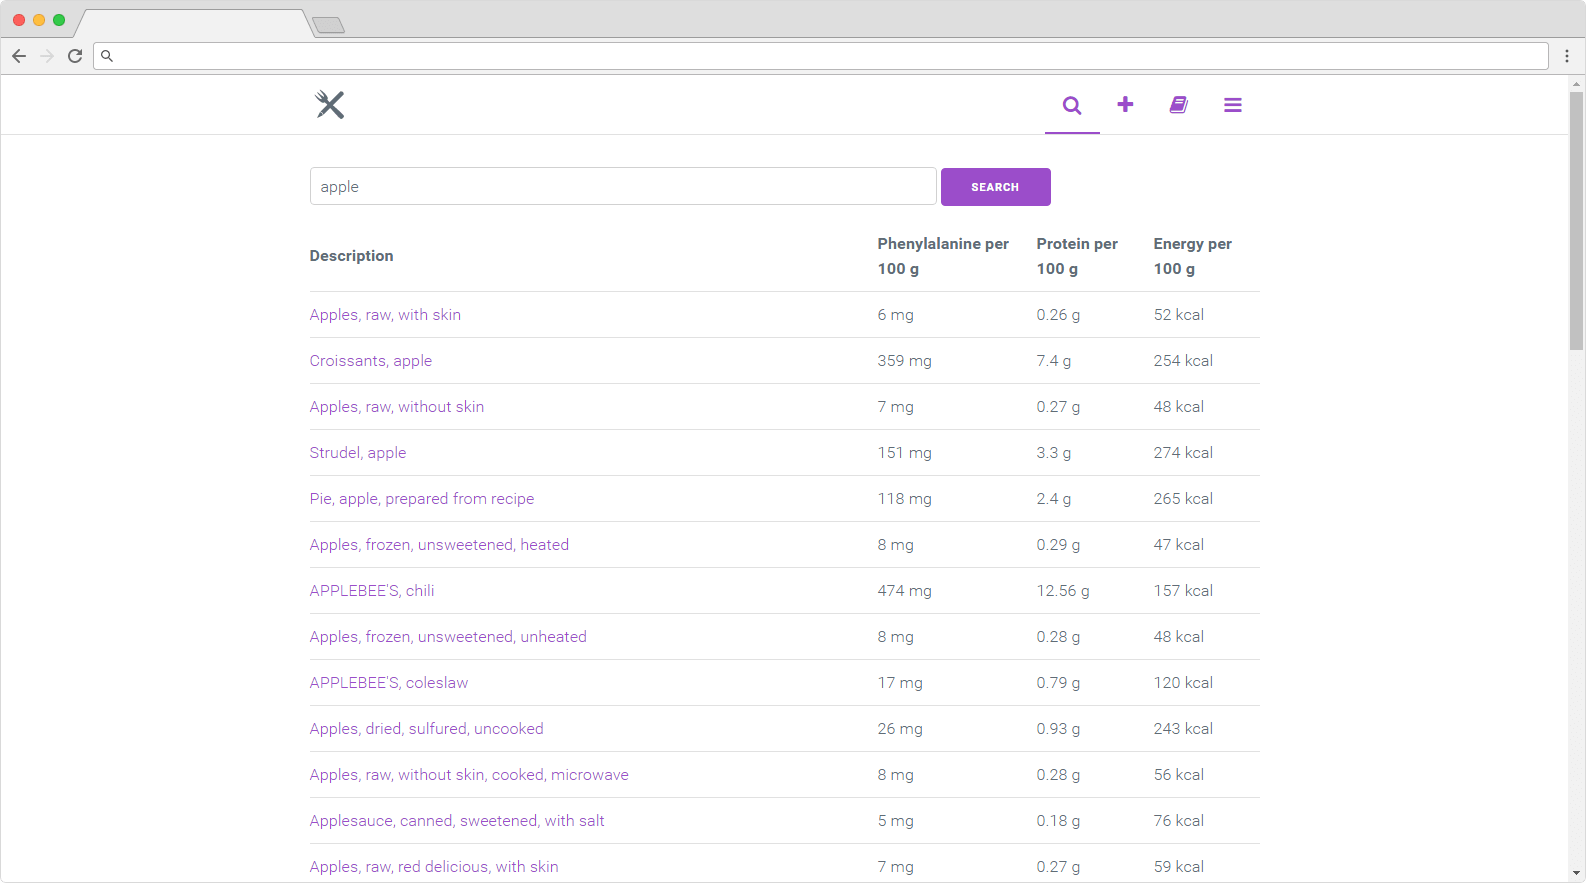 apple
SEARCH
Description Phenylalanine per 100 g Protein per 100 g Energy per 100 g
Apples, raw, with skin 6 mg 0.26 g 52 kcal
Croissants, apple 359 mg 7.4 g 254 kcal
Apples, raw, without skin 7 mg 0.27 g 48 kcal
Strudel, apple 151 mg 3.3 g 274 kcal
Pie, apple, prepared from recipe 118 mg 2.4 g 265 kcal
Apples, frozen, unsweetened, heated 8 mg 0.29 g 47 kcal
APPLEBEE'S, chili 474 mg 12.56 g 157 kcal
Apples, frozen, unsweetened, unheated 8 mg 0.28 g 48 kcal
APPLEBEE'S, coleslaw 17 mg 0.79 g 120 kcal
Apples, dried, sulfured, uncooked 26 mg 0.93 g 243 kcal
Apples, raw, without skin, cooked, microwave 8 mg 0.28 g 56 kcal
Applesauce, canned, sweetened, with salt 5 mg 0.18 g 76 kcal
Apples, raw, red delicious, with skin 7 mg 0.27 g 59 kcal